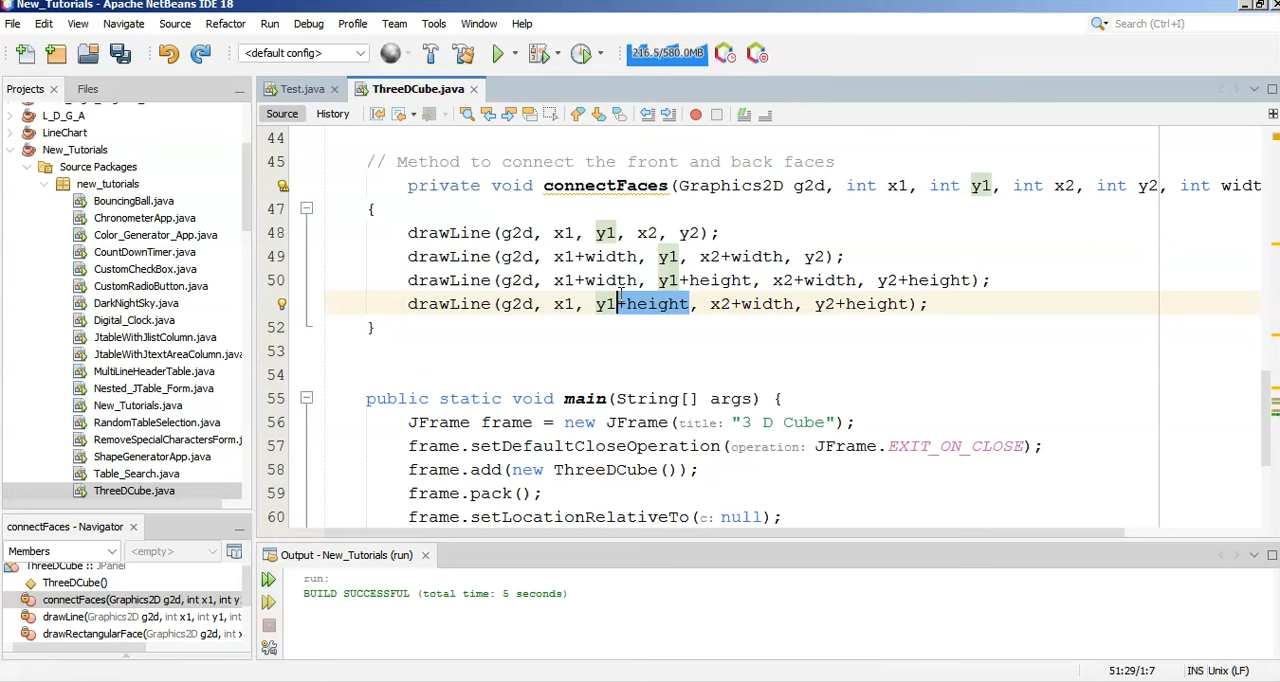 New_Tutorials - Apache NetBeans IDE 18
File Edit View Navigate Source Refactor Run Debug Profile Team Tools Window Help
Search (Ctrl+I)
<default config>
216.5/580.0MB
Projects
Files
Test.java
ThreeDCube.java
Source
History
L_D_G_A
LineChart
New_Tutorials
Source Packages
new_tutorials
BouncingBall.java
ChronometerApp.java
Color_Generator_App.java
CountDownTimer.java
CustomCheckBox.java
DarkNightSky.java
Digital_Clock.java
JtableWithJlistColumn.java
JtableWithTextAreaColumn.java
MultiLineHeaderTable.java
Nested_JTable_Form.java
New_Tutorials.java
RandomTableSelection.java
RemoveSpecialCharactersForm.
ShapeGeneratorApp.java
Table_Search.java
ThreeDCube.java
44
45 // Method to connect the front and back faces
private void connectFaces(Graphics2D g2d, int x1, int y1, int x2, int y2, int widt
47 {
48 drawLine(g2d, x1, y1, x2, y2);
49 drawLine(g2d, x1+width, y1, x2+width, y2);
50 drawLine(g2d, x1+width, y1+height, x2+width, y2+height);
drawLine(g2d, x1, y1+height, x2+width, y2+height);
52 }
53
54
55 public static void main(String[] args) {
56 JFrame frame = new JFrame(title: "3 D Cube");
57 frame.setDefaultCloseOperation(operation: JFrame.EXIT_ON_CLOSE);
58 frame.add(new ThreeDCube());
59 frame.pack();
60 frame.setLocationRelativeTo(c: null);
connectFaces - Navigator
Members
<empty>
ThreeDCube :: JPanel
ThreeDCube()
connectFaces(Graphics2D g2d, int x1, int y
drawLine(Graphics2D g2d, int x1, int y1, int
drawRectangularFace(Graphics2D g2d, int x
Output - New_Tutorials (run)
run:
BUILD SUCCESSFUL (total time: 5 seconds)
51:29/1:7
INS Unix (LF)